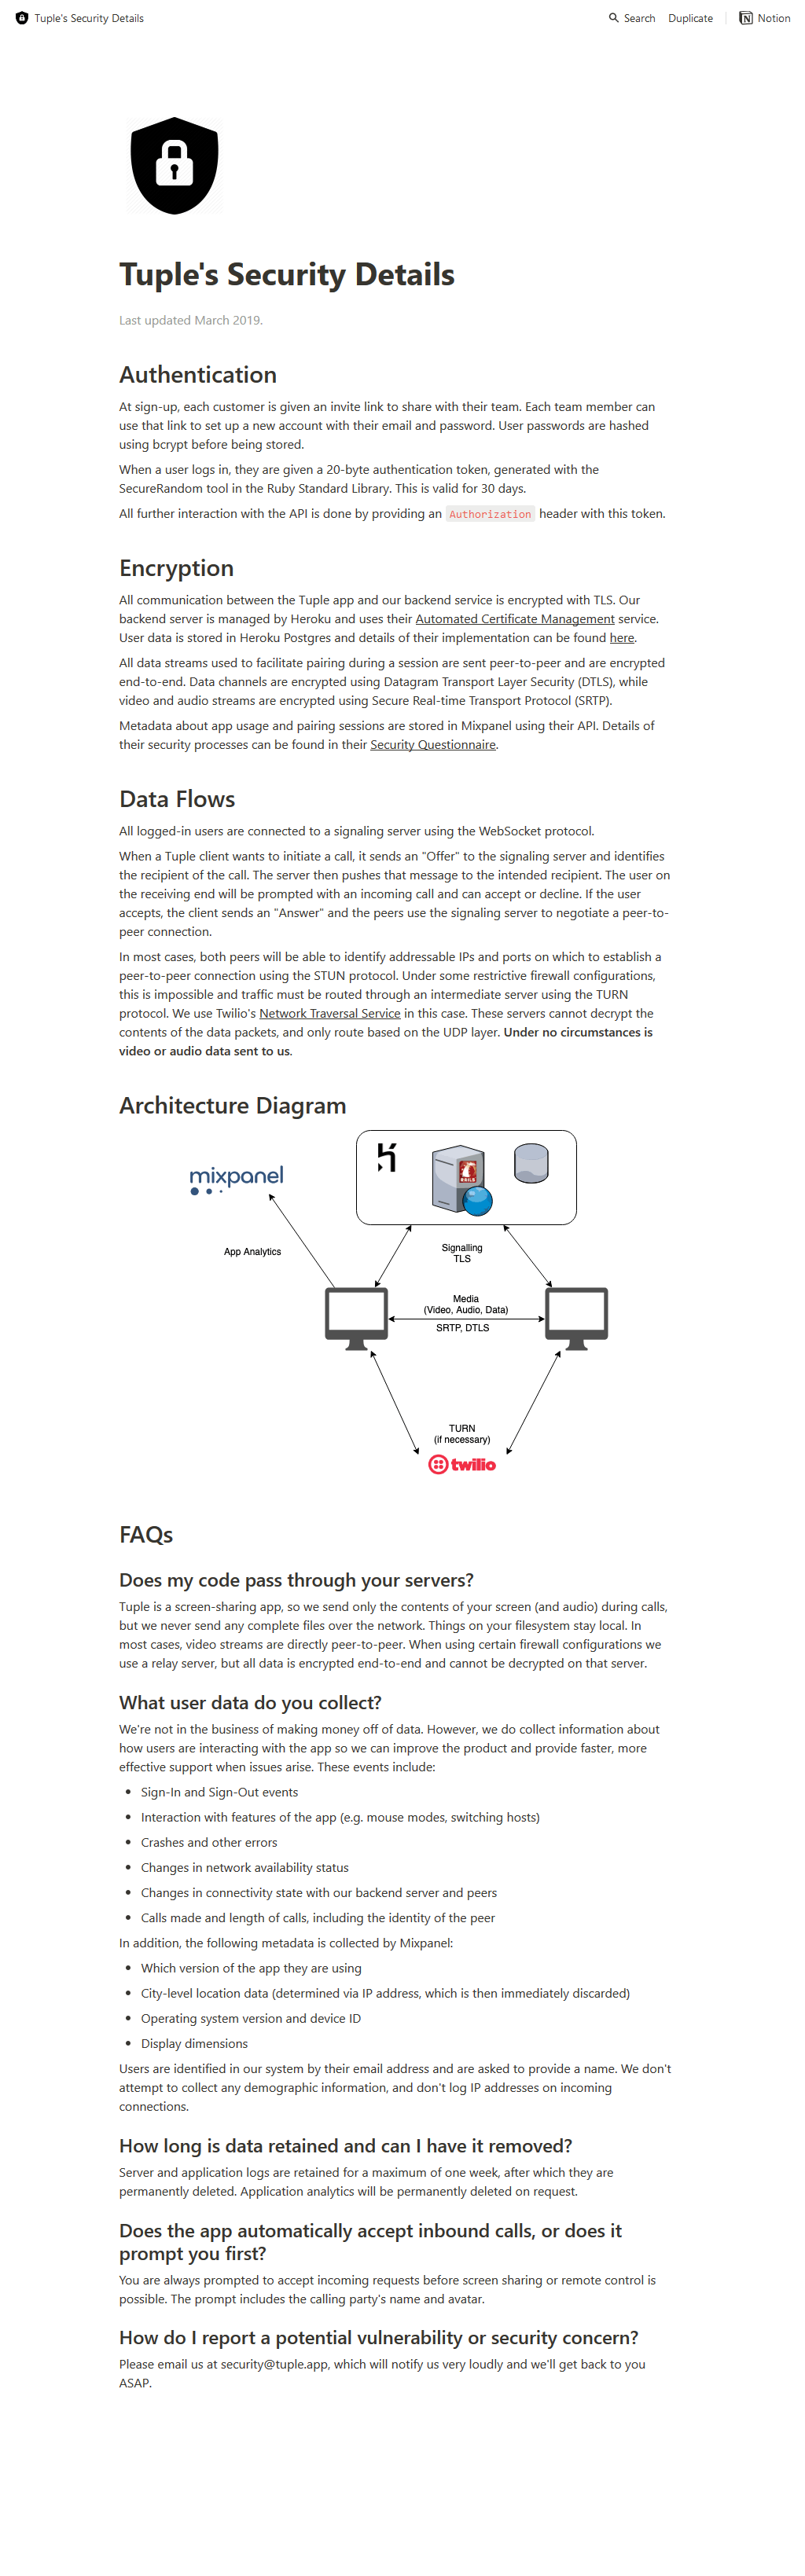 Tuple's Security Details
Search Duplicate Notion
Tuple's Security Details
Last updated March 2019.
Authentication
At sign-up, each customer is given an invite link to share with their team. Each team member can
use that link to set up a new account with their email and password. User passwords are hashed
using bcrypt before being stored.
When a user logs in, they are given a 20-byte authentication token, generated with the
SecureRandom tool in the Ruby Standard Library. This is valid for 30 days.
All further interaction with the API is done by providing an Authorization header with this token.
Encryption
All communication between the Tuple app and our backend service is encrypted with TLS. Our
backend server is managed by Heroku and uses their Automated Certificate Management service.
User data is stored in Heroku Postgres and details of their implementation can be found here.
All data streams used to facilitate pairing during a session are sent peer-to-peer and are encrypted
end-to-end. Data channels are encrypted using Datagram Transport Layer Security (DTLS), while
video and audio streams are encrypted using Secure Real-time Transport Protocol (SRTP).
Metadata about app usage and pairing sessions are stored in Mixpanel using their API. Details of
their security processes can be found in their Security Questionnaire.
Data Flows
All logged-in users are connected to a signaling server using the WebSocket protocol.
When a Tuple client wants to initiate a call, it sends an "Offer" to the signaling server and identifies
the recipient of the call. The server then pushes that message to the intended recipient. The user on
the receiving end will be prompted with an incoming call and can accept or decline. If the user
accepts, the client sends an "Answer" and the peers use the signaling server to negotiate a peer-to-
peer connection.
In most cases, both peers will be able to identify addressable IPs and ports on which to establish a
peer-to-peer connection using the STUN protocol. Under some restrictive firewall configurations,
this is impossible and traffic must be routed through an intermediate server using the TURN
protocol. We use Twilio's Network Traversal Service in this case. These servers cannot decrypt the
contents of the data packets, and only route based on the UDP layer. Under no circumstances is
video or audio data sent to us.
Architecture Diagram
mixpanel
RAILS
App Analytics
Signalling
TLS
Media
(Video, Audio, Data)
SRTP, DTLS
TURN
(if necessary)
twilio
FAQs
Does my code pass through your servers?
Tuple is a screen-sharing app, so we send only the contents of your screen (and audio) during calls,
but we never send any complete files over the network. Things on your filesystem stay local. In
most cases, video streams are directly peer-to-peer. When using certain firewall configurations we
use a relay server, but all data is encrypted end-to-end and cannot be decrypted on that server.
What user data do you collect?
We're not in the business of making money off of data. However, we do collect information about
how users are interacting with the app so we can improve the product and provide faster, more
effective support when issues arise. These events include:
• Sign-In and Sign-Out events
• Interaction with features of the app (e.g. mouse modes, switching hosts)
• Crashes and other errors
• Changes in network availability status
• Changes in connectivity state with our backend server and peers
• Calls made and length of calls, including the identity of the peer
In addition, the following metadata is collected by Mixpanel:
• Which version of the app they are using
• City-level location data (determined via IP address, which is then immediately discarded)
• Operating system version and device ID
• Display dimensions
Users are identified in our system by their email address and are asked to provide a name. We don't
attempt to collect any demographic information, and don't log IP addresses on incoming
connections.
How long is data retained and can I have it removed?
Server and application logs are retained for a maximum of one week, after which they are
permanently deleted. Application analytics will be permanently deleted on request.
Does the app automatically accept inbound calls, or does it
prompt you first?
You are always prompted to accept incoming requests before screen sharing or remote control is
possible. The prompt includes the calling party's name and avatar.
How do I report a potential vulnerability or security concern?
Please email us at security@tuple.app, which will notify us very loudly and we'll get back to you
ASAP.